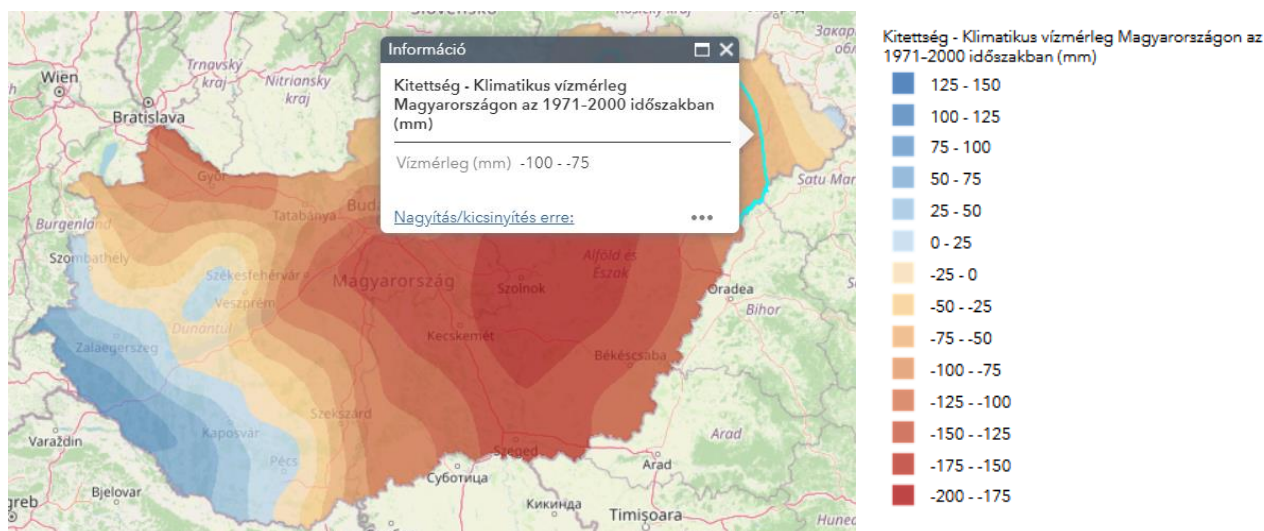 Információ
Kitettség - Klimatikus vízmérleg
Magyarországon az 1971-2000 időszakban
(mm)
Vízmérleg (mm) -100 - -75
Nagyítás/kicsinyítés erre:
Wien
Trnavský
kraj
Nitriansky
kraj
Bratislava
Győr
Tatabánya
Burgenland
Szombathely
Székesfehérvár
Veszprém
Dunántúl
Zalaegerszeg
Magyarország
Alföld és
Észak
Szolnok
Kecskemét
Békéscsaba
Szekszárd
Kaposvár
Pécs
Szeged
Satu Mar
Oradea
Bihor
Varaždin
Bjelovar
greb
Суботица
Кикинда
Arad
Arad
Timișoara
Huned
Kitettség - Klimatikus vízmérleg Magyarországon az
1971-2000 időszakban (mm)
125 - 150
100 - 125
75 - 100
50 - 75
25 - 50
0 - 25
-25 - 0
-50 - -25
-75 - -50
-100 - -75
-125 - -100
-150 - -125
-175 - -150
-200 - -175